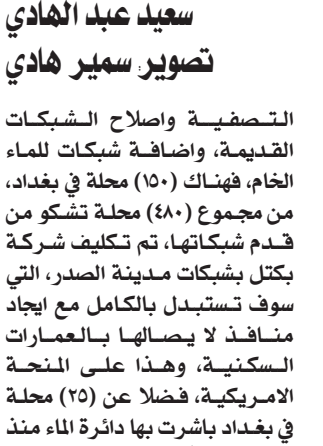 سعيد عبد الهادي
تصوير: سمير هادي
التصفية واصلاح الشبكات
القديمة، واضافة شبكات للماء
الخام، فهناك (١٥٠) محلة في بغداد،
من مجموع (٤٨٠) محلة تشكو من
قدم شبكاتها، تم تكليف شركة
بكتل بشبكات مدينة الصدر، التي
سوف تستبدل بالكامل مع ايجاد
منافذ لا يصالها بالعمارات
السكنية، وهذا على المنحة
الامريكية، فضلا عن (٢٥) محلة
في بغداد باشرت بها دائرة الماء منذ